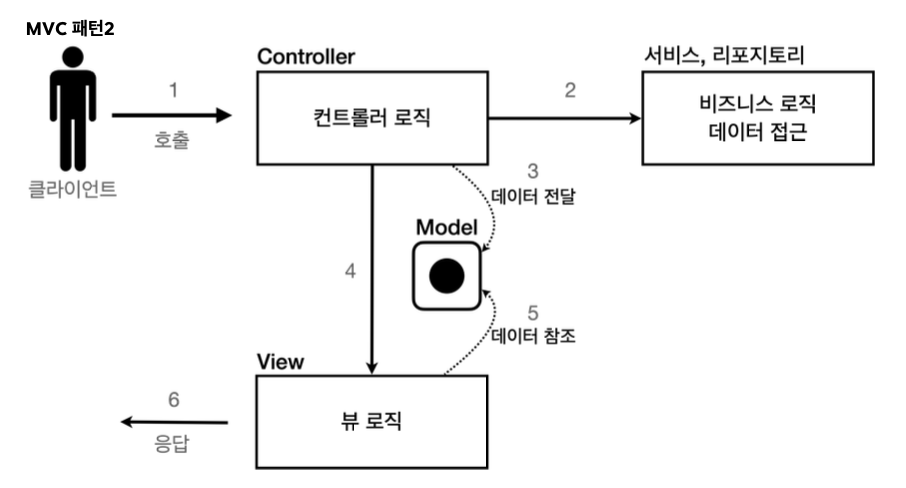 MVC 패턴2
Controller
서비스, 리포지토리
1
호출
컨트롤러 로직
2
비즈니스 로직
데이터 접근
클라이언트
3
데이터 전달
Model
4
5
데이터 참조
View
6
응답
뷰 로직